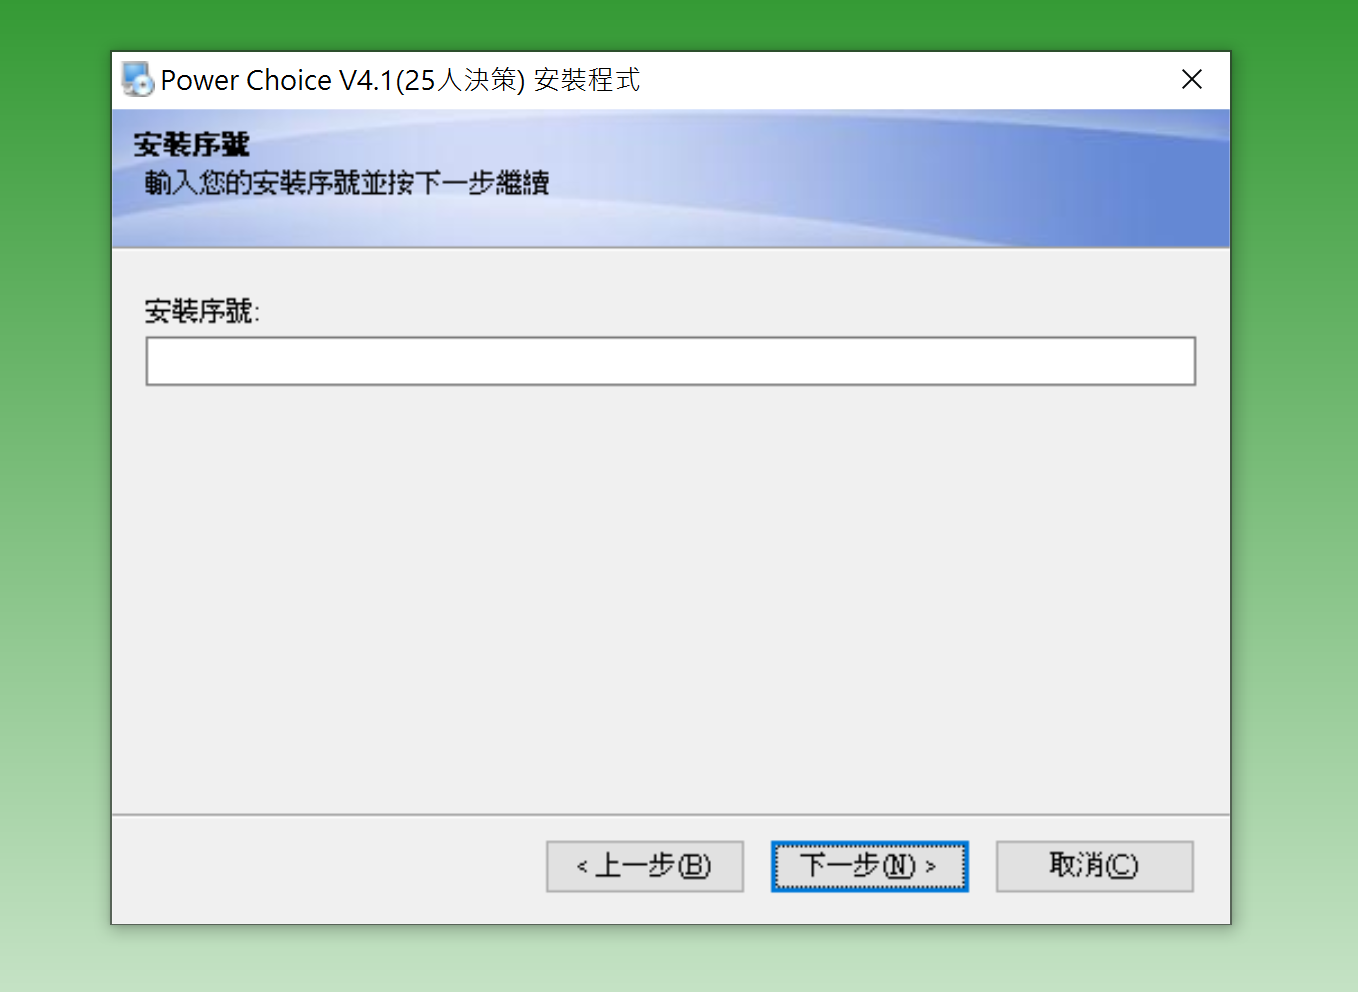 Power Choice V4.1(25人決策) 安裝程式
安裝序號
輸入您的安裝序號並按下一步繼續
安裝序號:
< 上一步(B)
下一步(N) >
取消(C)